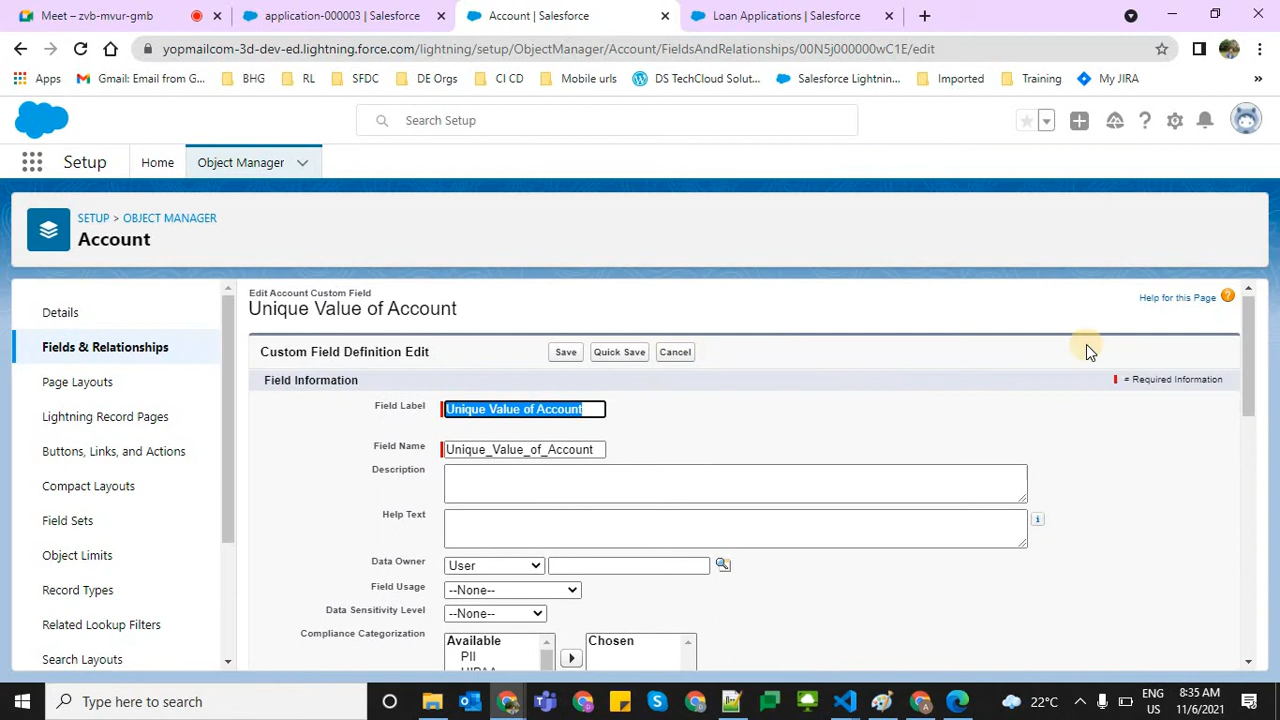 Meet – zvb-mvur-gmb
application-000003 | Salesforce
Account | Salesforce
Loan Applications | Salesforce
yopmailcom-3d-dev-ed.lightning.force.com/lightning/setup/ObjectManager/Account/FieldsAndRelationships/00N5j000000wC1E/edit
Apps
Gmail: Email from G...
BHG
RL
SFDC
DE Orgs
CI CD
Mobile urls
DS TechCloud Solut...
Salesforce Lightnin...
Imported
Training
My JIRA
Search Setup
Setup
Home
Object Manager
SETUP > OBJECT MANAGER
Account
Details
Fields & Relationships
Page Layouts
Lightning Record Pages
Buttons, Links, and Actions
Compact Layouts
Field Sets
Object Limits
Record Types
Related Lookup Filters
Search Layouts
Edit Account Custom Field
Unique Value of Account
Help for this Page
Custom Field Definition Edit
Save
Quick Save
Cancel
Field Information
= Required Information
Field Label
Unique Value of Account
Field Name
Unique_Value_of_Account
Description
Help Text
Data Owner
User
Field Usage
--None--
Data Sensitivity Level
--None--
Compliance Categorization
Available
Chosen
PII
Type here to search
22°C
ENG
US
8:35 AM
11/6/2021